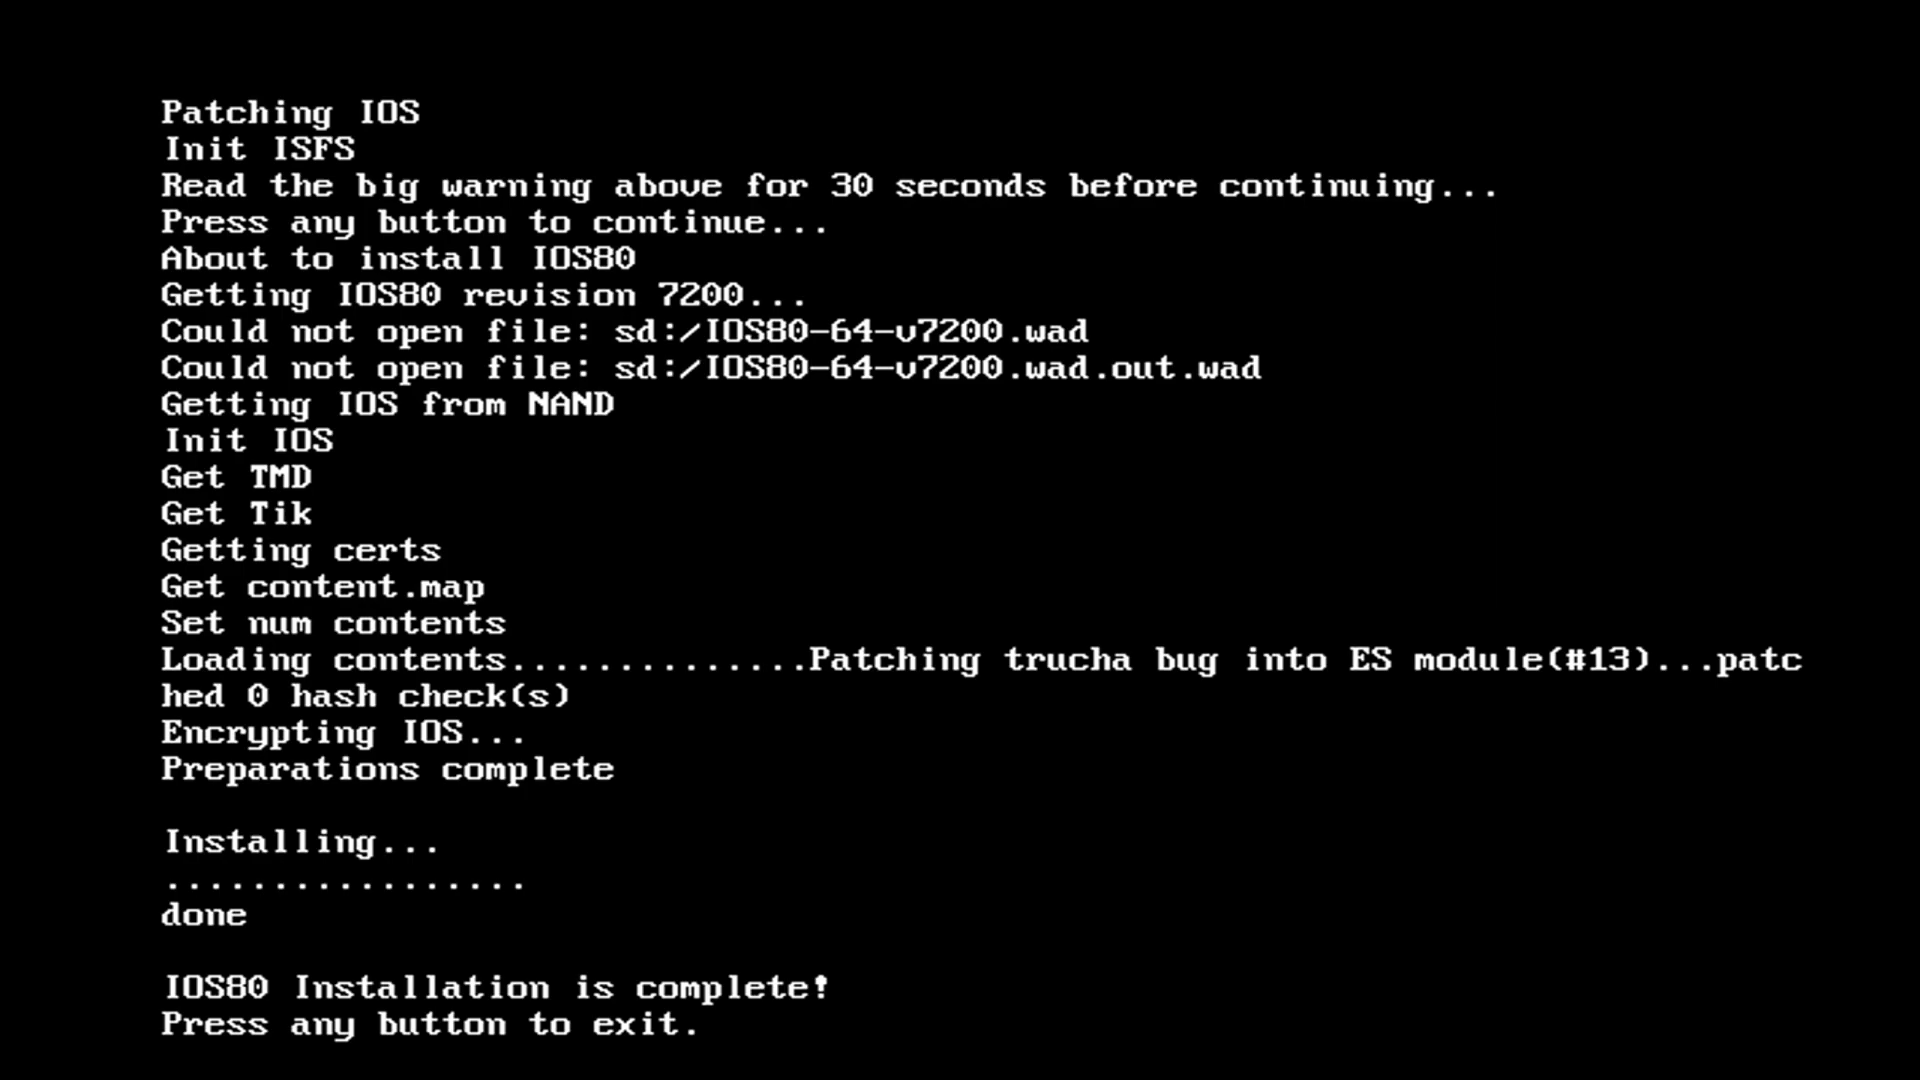 Patching IOS
Init ISFS
Read the big warning above for 30 seconds before continuing...
Press any button to continue...
About to install IOS80
Getting IOS80 revision 7200...
Could not open file: sd:/IOS80-64-v7200.wad
Could not open file: sd:/IOS80-64-v7200.wad.out.wad
Getting IOS from NAND
Init IOS
Get TMD
Get Tik
Getting certs
Get content.map
Set num contents
Loading contents..............Patching trucha bug into ES module(#13)...patc
hed 0 hash check(s)
Encrypting IOS...
Preparations complete
Installing...
.................
done
IOS80 Installation is complete!
Press any button to exit.